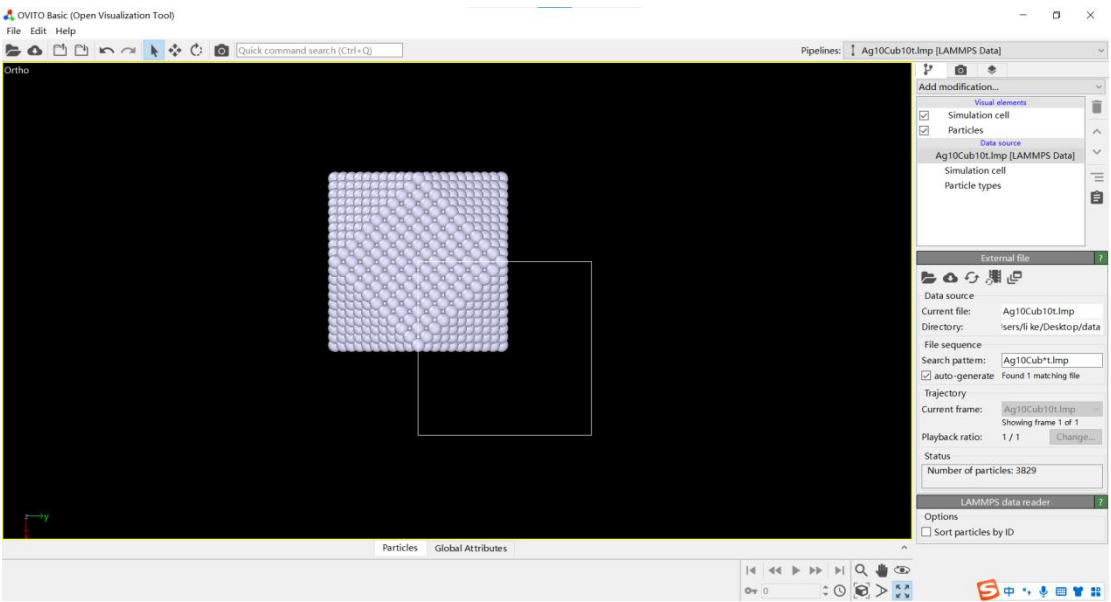 OVITO Basic (Open Visualization Tool)
File Edit Help
Quick command search (Ctrl+Q)
Pipelines: Ag10Cub10t.lmp [LAMMPS Data]
Ortho
Add modification...
Visual elements
Simulation cell
Particles
Data source
Ag10Cub10t.lmp [LAMMPS Data]
Simulation cell
Particle types
External file ?
Data source
Current file: Ag10Cub10t.lmp
Directory: sers/li ke/Desktop/data
File sequence
Search pattern: Ag10Cub*t.lmp
auto-generate Found 1 matching file
Trajectory
Current frame: Ag10Cub10t.lmp
Showing frame 1 of 1
Playback ratio: 1 / 1 Change...
Status
Number of particles: 3829
LAMMPS data reader ?
Options
Sort particles by ID
z y
x
Particles Global Attributes
0
S 中